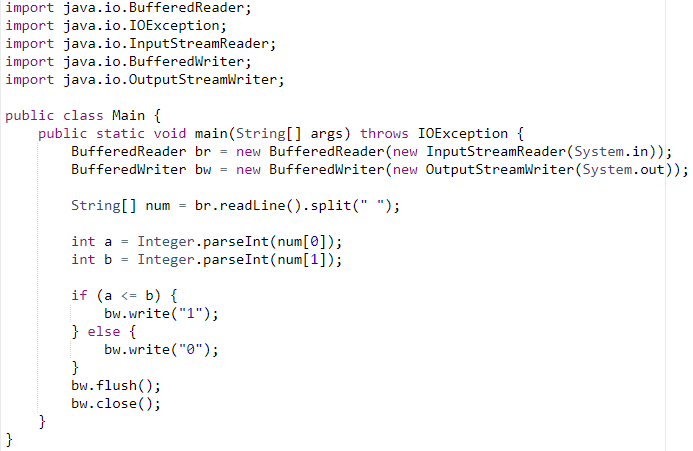 import java.io.BufferedReader;
import java.io.IOException;
import java.io.InputStreamReader;
import java.io.BufferedWriter;
import java.io.OutputStreamWriter;

public class Main {
    public static void main(String[] args) throws IOException {
        BufferedReader br = new BufferedReader(new InputStreamReader(System.in));
        BufferedWriter bw = new BufferedWriter(new OutputStreamWriter(System.out));

        String[] num = br.readLine().split(" ");

        int a = Integer.parseInt(num[0]);
        int b = Integer.parseInt(num[1]);

        if (a <= b) {
            bw.write("1");
        } else {
            bw.write("0");
        }
        bw.flush();
        bw.close();
    }
}